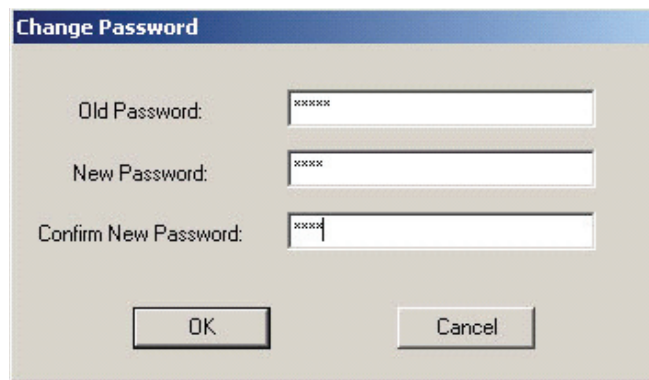 Change Password
Old Password: *****
New Password: ****
Confirm New Password: ****
OK Cancel